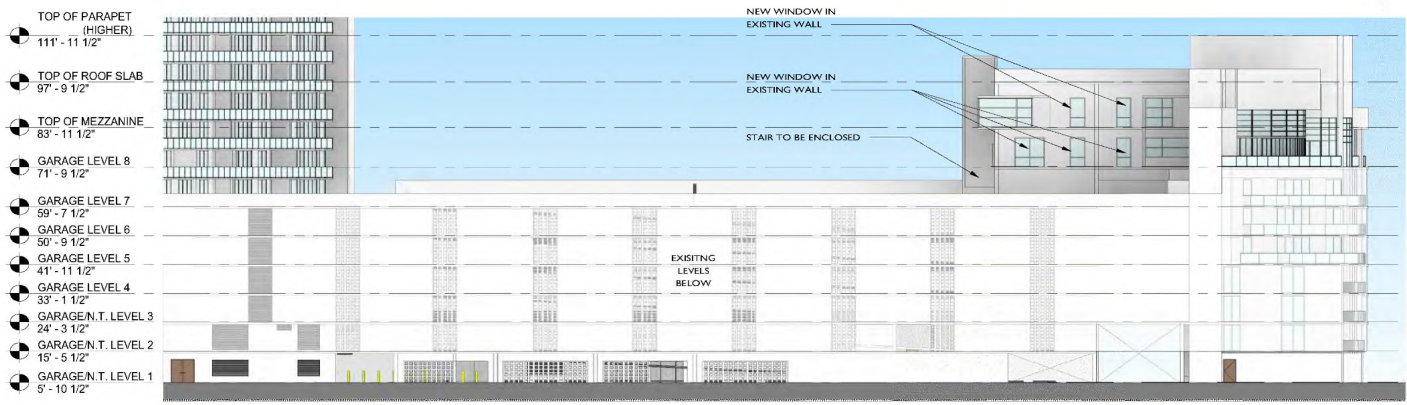 TOP OF PARAPET
(HIGHER)
111' - 11 1/2"
TOP OF ROOF SLAB
97' - 9 1/2"
TOP OF MEZZANINE
83' - 11 1/2"
GARAGE LEVEL 8
71' - 9 1/2"
GARAGE LEVEL 7
59' - 7 1/2"
GARAGE LEVEL 6
50' - 9 1/2"
GARAGE LEVEL 5
41' - 11 1/2"
GARAGE LEVEL 4
33' - 1 1/2"
GARAGE/N.T. LEVEL 3
24' - 3 1/2"
GARAGE/N.T. LEVEL 2
15' - 5 1/2"
GARAGE/N.T. LEVEL 1
5' - 10 1/2"
NEW WINDOW IN
EXISTING WALL
NEW WINDOW IN
EXISTING WALL
STAIR TO BE ENCLOSED
EXISITNG
LEVELS
BELOW